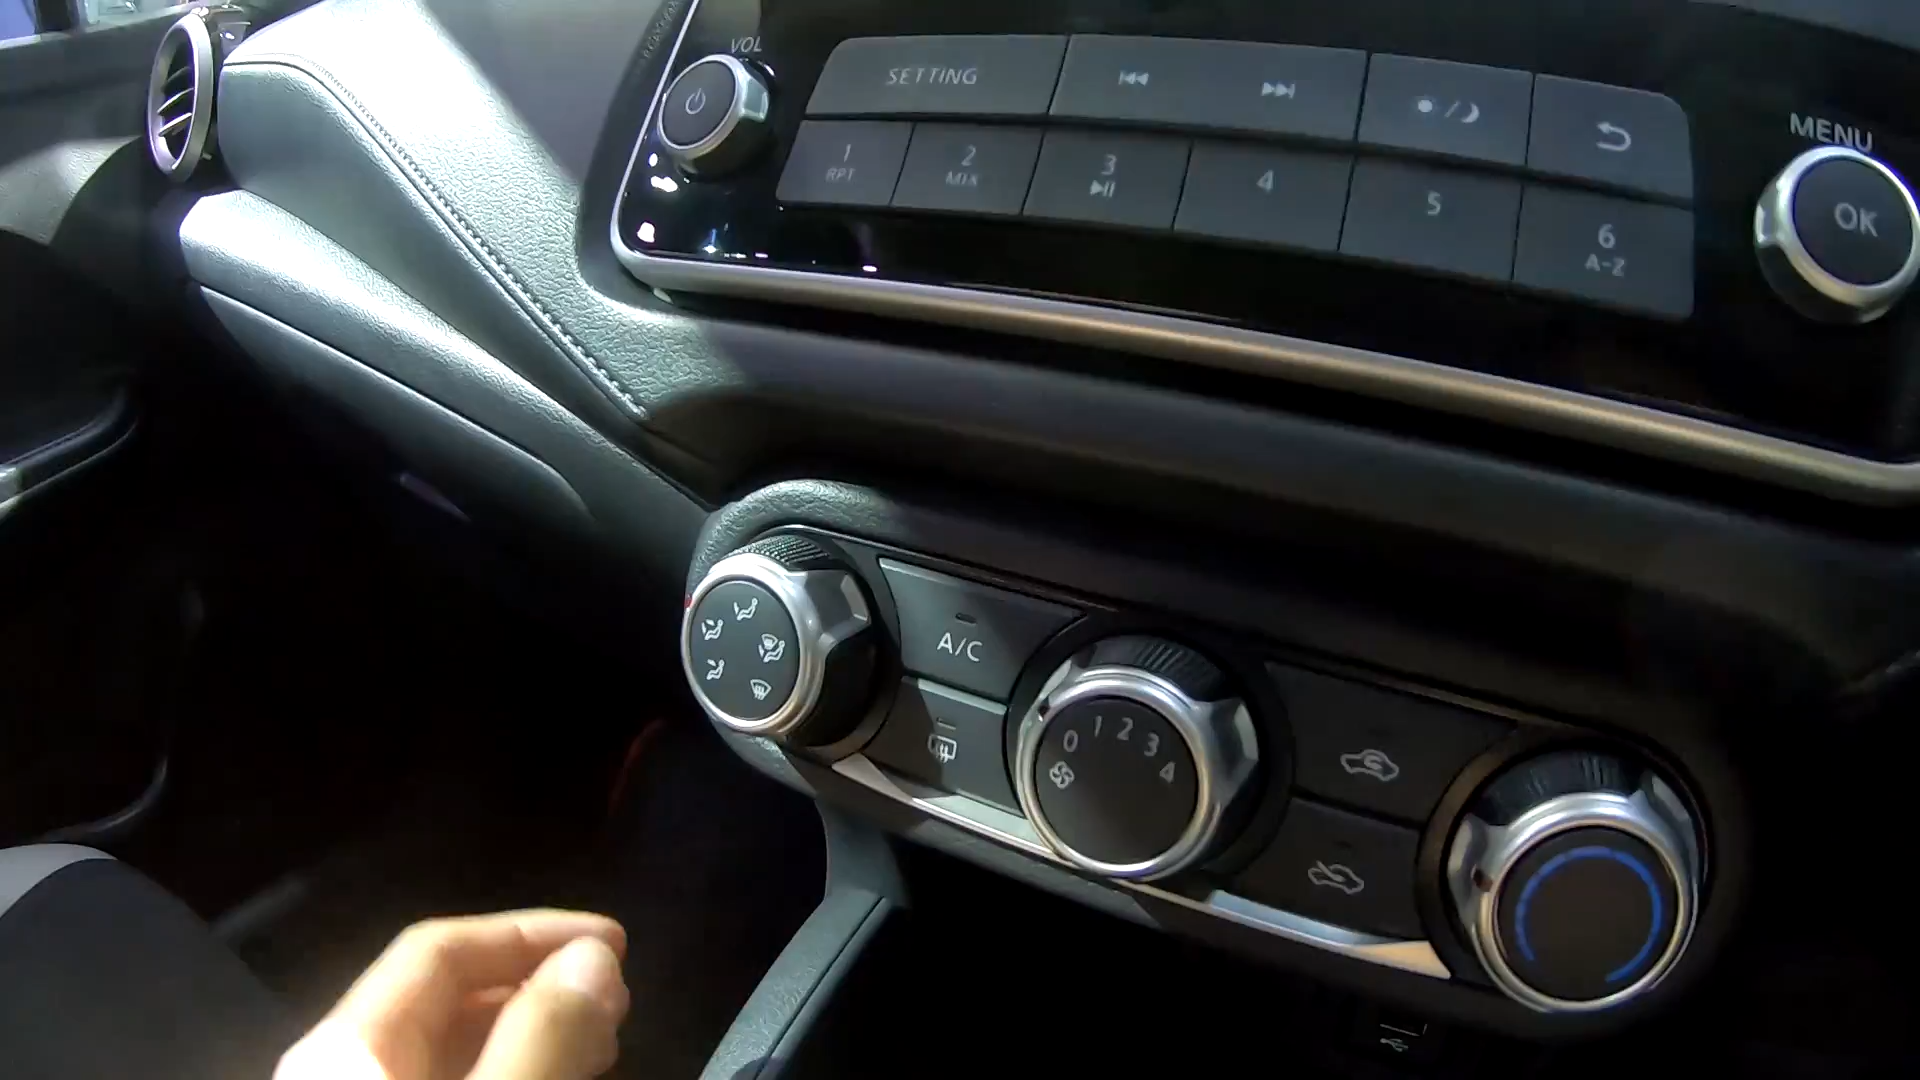 VOL
SETTING
MENU
1
RPT
2
MIX
3
4
5
6
A-Z
OK
A/C
0 1 2 3 4